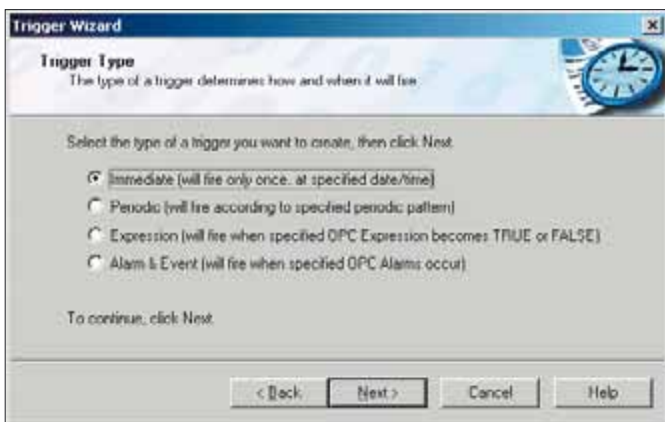 Trigger Wizard
Trigger Type
The type of a trigger determines how and when it will fire
Select the type of a trigger you want to create, then click Next.
Immediate (will fire only once, at specified date/time)
Periodic (will fire according to specified periodic pattern)
Expression (will fire when specified OPC Expression becomes TRUE or FALSE)
Alarm & Event (will fire when specified OPC Alarms occur)
To continue, click Next.
< Back
Next >
Cancel
Help